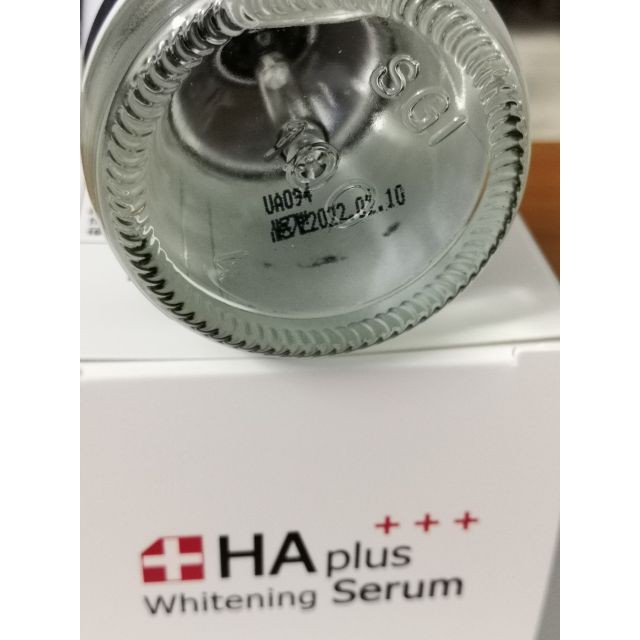 SGI
UA094
2022.02.10
+++
HA plus
Whitening Serum